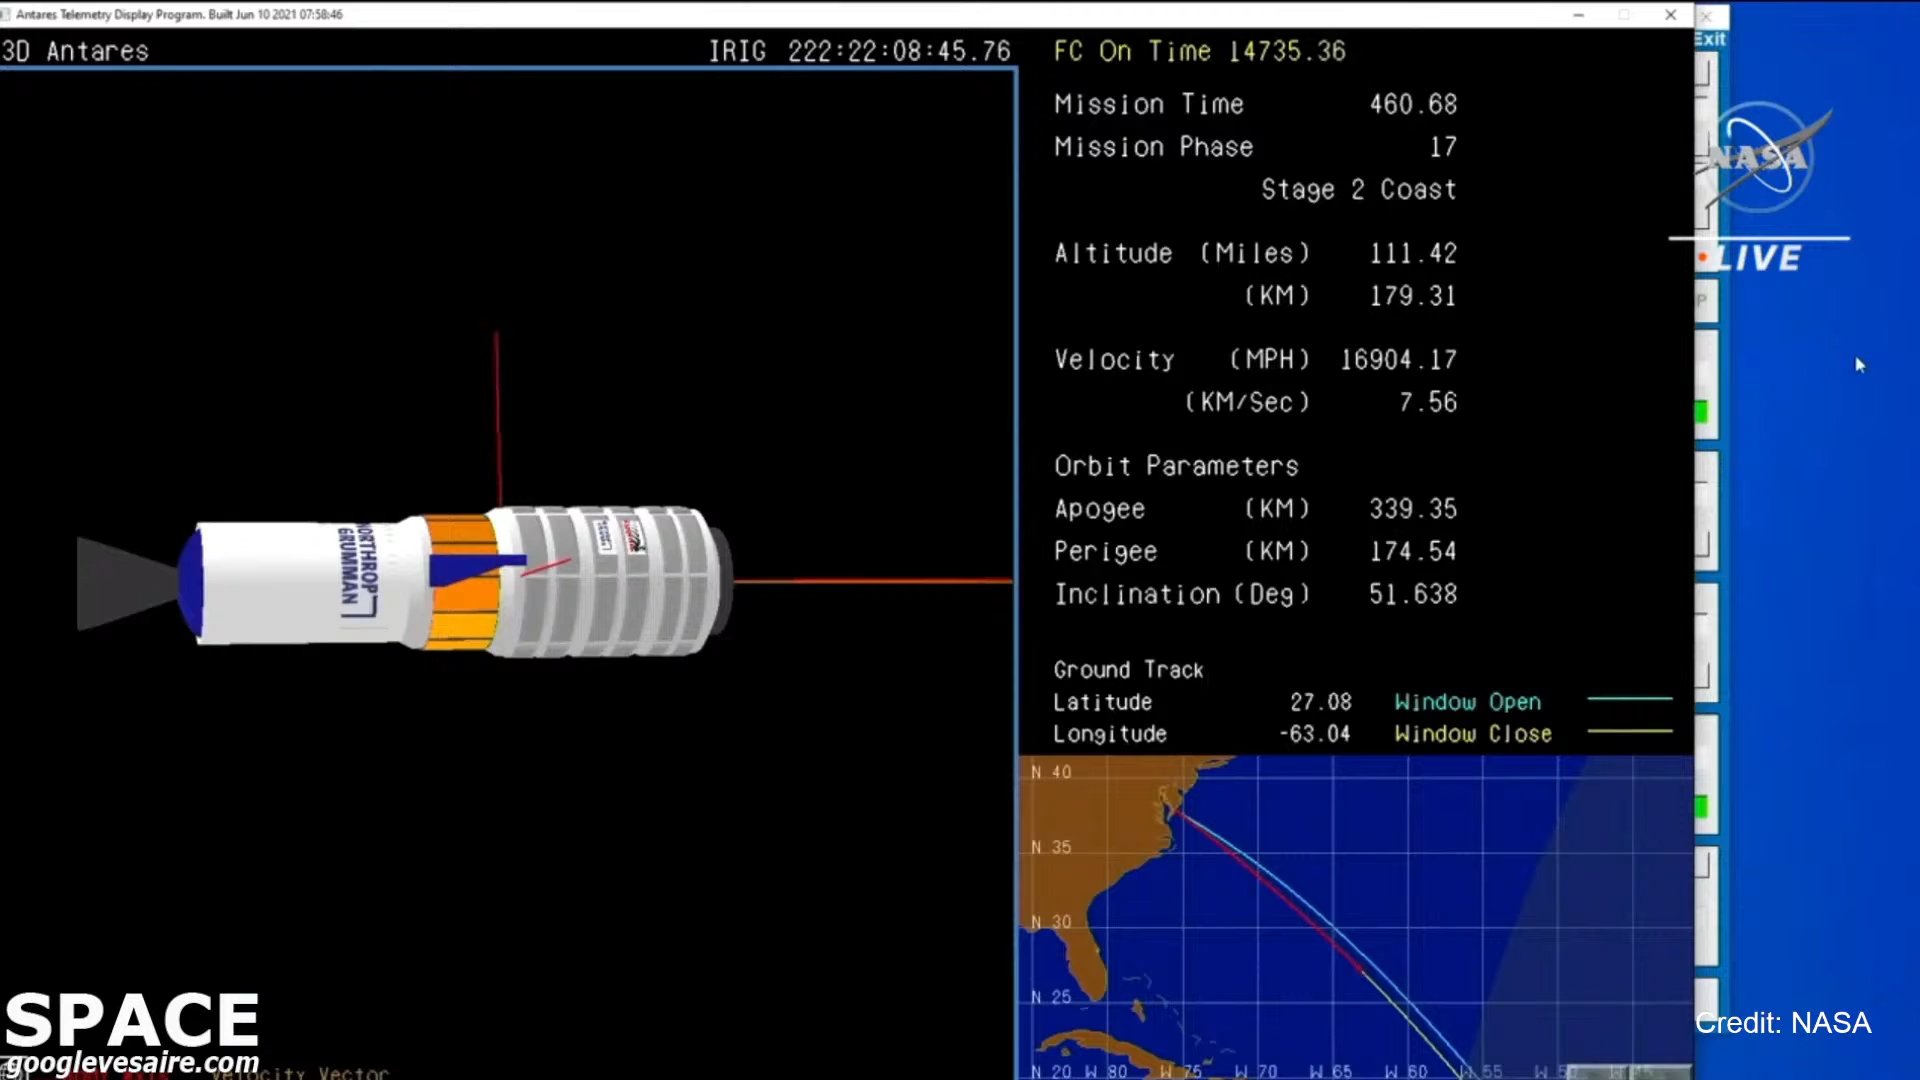 Antares Telemetry Display Program. Built Jun 10 2021 07:58:46
Exit
3D Antares
IRIG 222:22:08:45.76
FC On Time 14735.36
Mission Time 460.68
Mission Phase 17
Stage 2 Coast
Altitude (Miles) 111.42
(KM) 179.31
Velocity (MPH) 16904.17
(KM/Sec) 7.56
Orbit Parameters
Apogee (KM) 339.35
Perigee (KM) 174.54
Inclination (Deg) 51.638
Ground Track
Latitude 27.08 Window Open
Longitude -63.04 Window Close
NASA
LIVE
P
NORTHROP
GRUMMAN
N 40
N 35
N 30
N 25
N 20 W 80 W 75 W 70 W 65 W 60 W 55 W 50 W 45
SPACE
googlevesaire.com
Velocity Vector
Credit: NASA